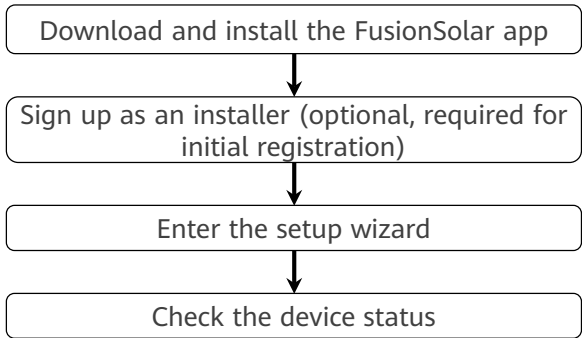 Download and install the FusionSolar app
Sign up as an installer (optional, required for
initial registration)
Enter the setup wizard
Check the device status